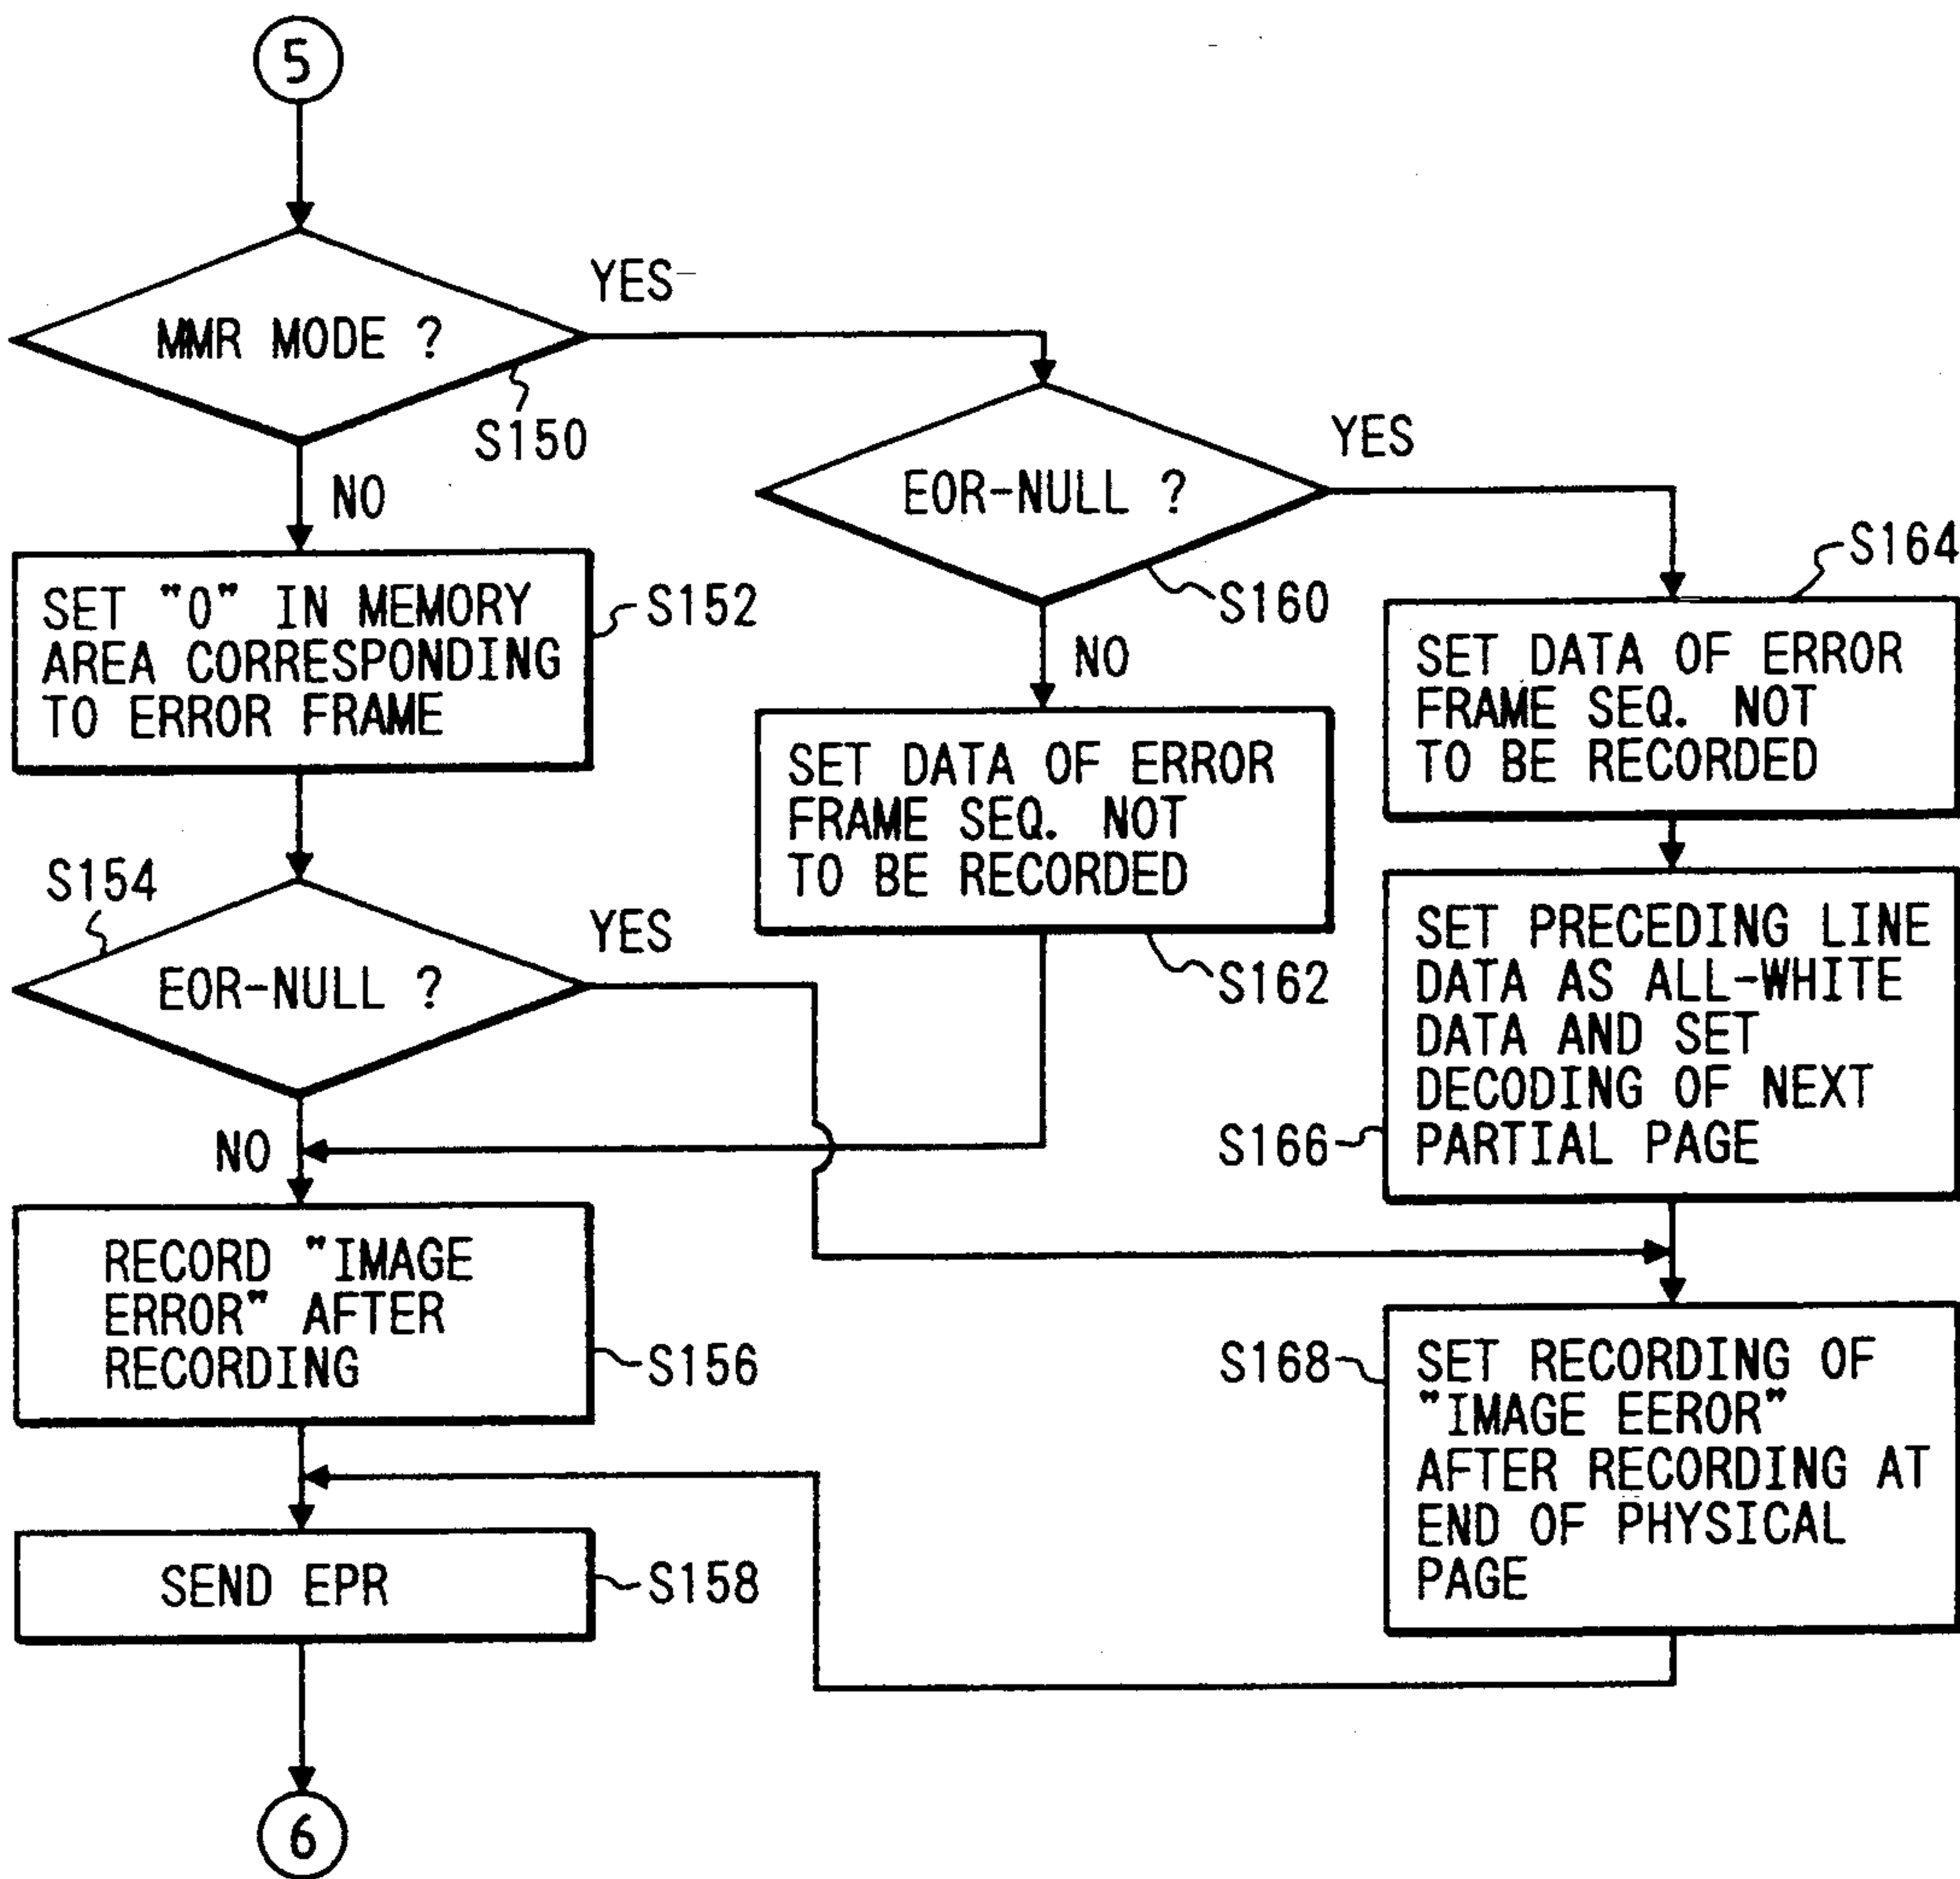 5
MMR MODE ?
YES
S150
NO
SET "0" IN MEMORY
AREA CORRESPONDING
TO ERROR FRAME
S152
S154
EOR-NULL ?
YES
NO
RECORD "IMAGE
ERROR" AFTER
RECORDING
S156
SEND EPR
S158
6
EOR-NULL ?
YES
S160
NO
SET DATA OF ERROR
FRAME SEQ. NOT
TO BE RECORDED
S162
S164
SET DATA OF ERROR
FRAME SEQ. NOT
TO BE RECORDED
SET PRECEDING LINE
DATA AS ALL-WHITE
DATA AND SET
DECODING OF NEXT
PARTIAL PAGE
S166
S168
SET RECORDING OF
"IMAGE EEROR"
AFTER RECORDING AT
END OF PHYSICAL
PAGE